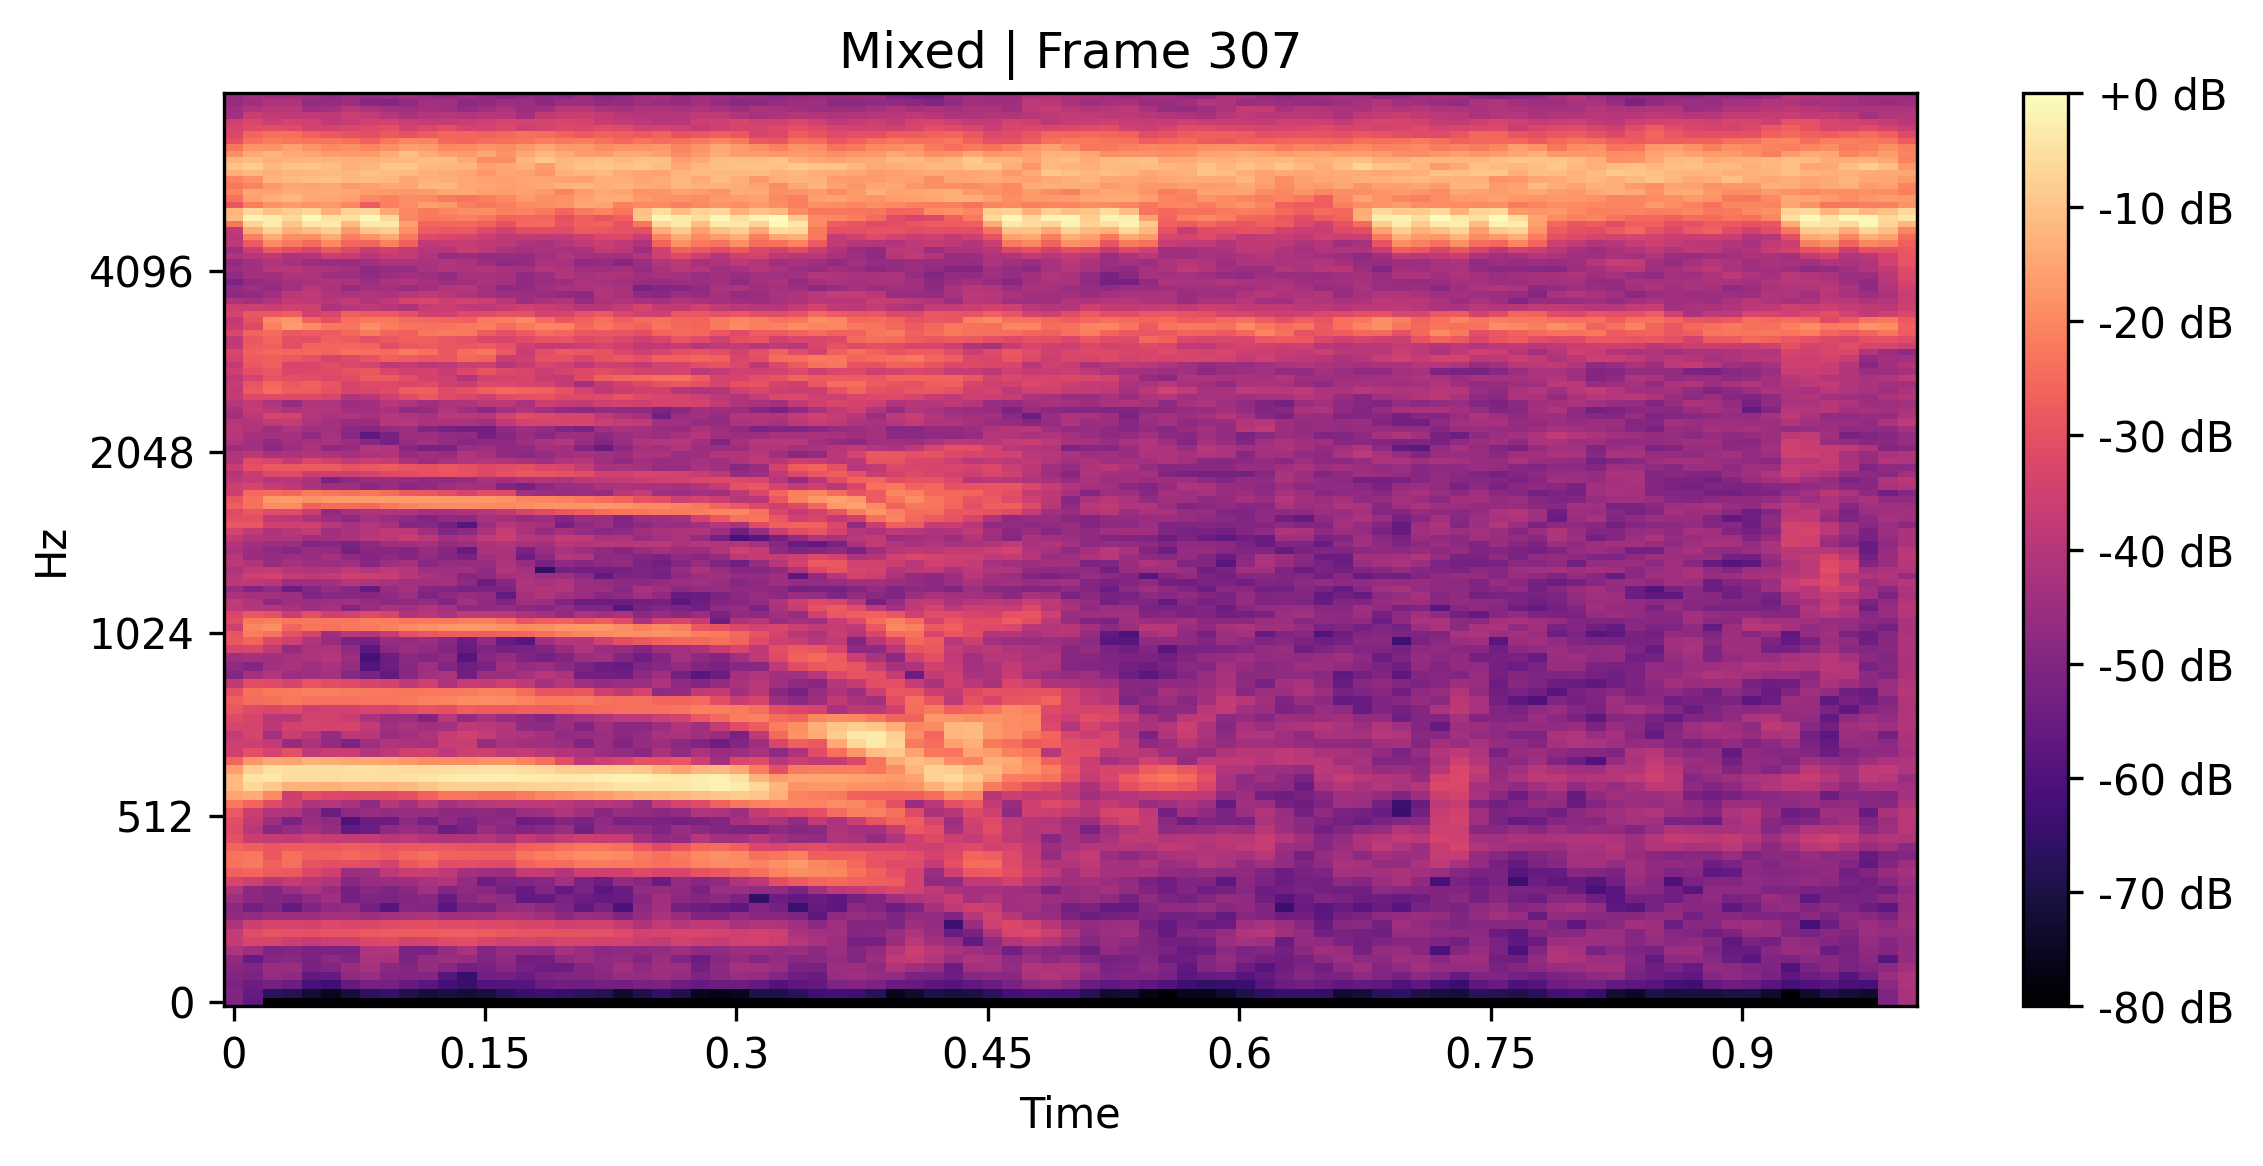 Mixed | Frame 307
+0 dB
-10 dB
-20 dB
-30 dB
-40 dB
-50 dB
-60 dB
-70 dB
-80 dB
4096
2048
1024
512
0
Hz
0 0.15 0.3 0.45 0.6 0.75 0.9
Time